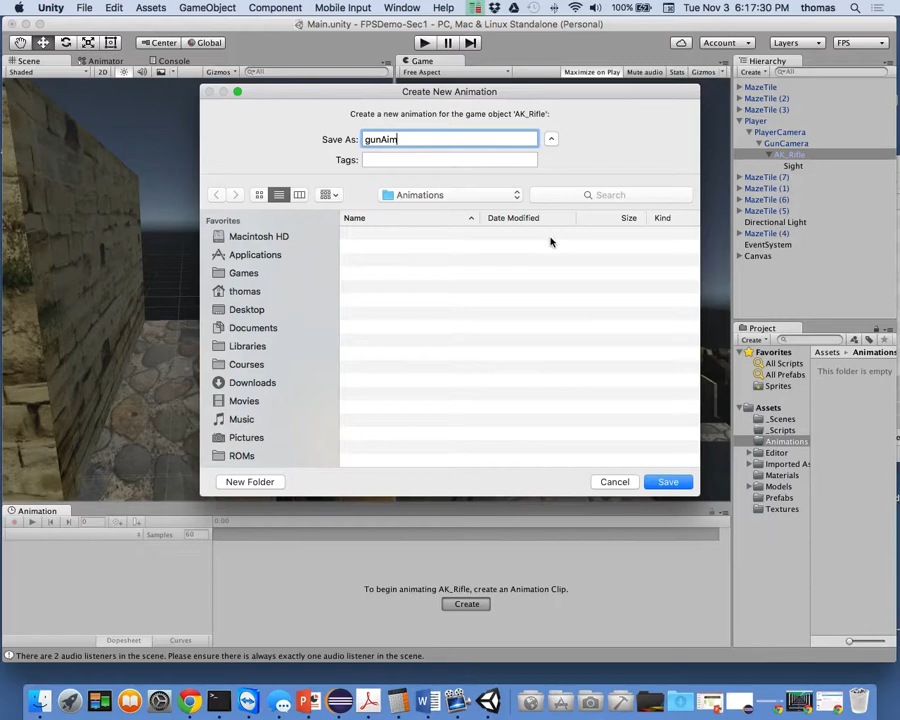 Unity File Edit Assets GameObject Component Mobile Input Window Help 100% Tue Nov 3 6:17:30 PM thomas
Main.unity - FPSDemo-Sec1 - PC, Mac & Linux Standalone (Personal)
Center Global Account Layers FPS
Scene Animator Console Game Hierarchy
Shaded 2D Gizmos All Free Aspect Maximize on Play Mute audio Stats Gizmos Create All
Create New Animation
Create a new animation for the game object 'AK_Rifle':
Save As: gunAim
Tags:
Animations Search
Name Date Modified Size Kind
Favorites
Macintosh HD
Applications
Games
thomas
Desktop
Documents
Libraries
Courses
Downloads
Movies
Music
Pictures
ROMs
New Folder Cancel Save
MazeTile
MazeTile (2)
MazeTile (3)
Player
PlayerCamera
GunCamera
AK_Rifle
Sight
MazeTile (7)
MazeTile (1)
MazeTile (6)
MazeTile (5)
Directional Light
MazeTile (4)
EventSystem
Canvas
Project
Create
Favorites
All Scripts
All Prefabs
Sprites
Assets
_Scenes
_Scripts
Animations
Editor
Imported As
Materials
Models
Prefabs
Textures
Assets Animations
This folder is empty
Animation
0 0:00
Samples 60
To begin animating AK_Rifle, create an Animation Clip.
Create
Dopesheet Curves
There are 2 audio listeners in the scene. Please ensure there is always exactly one audio listener in the scene.